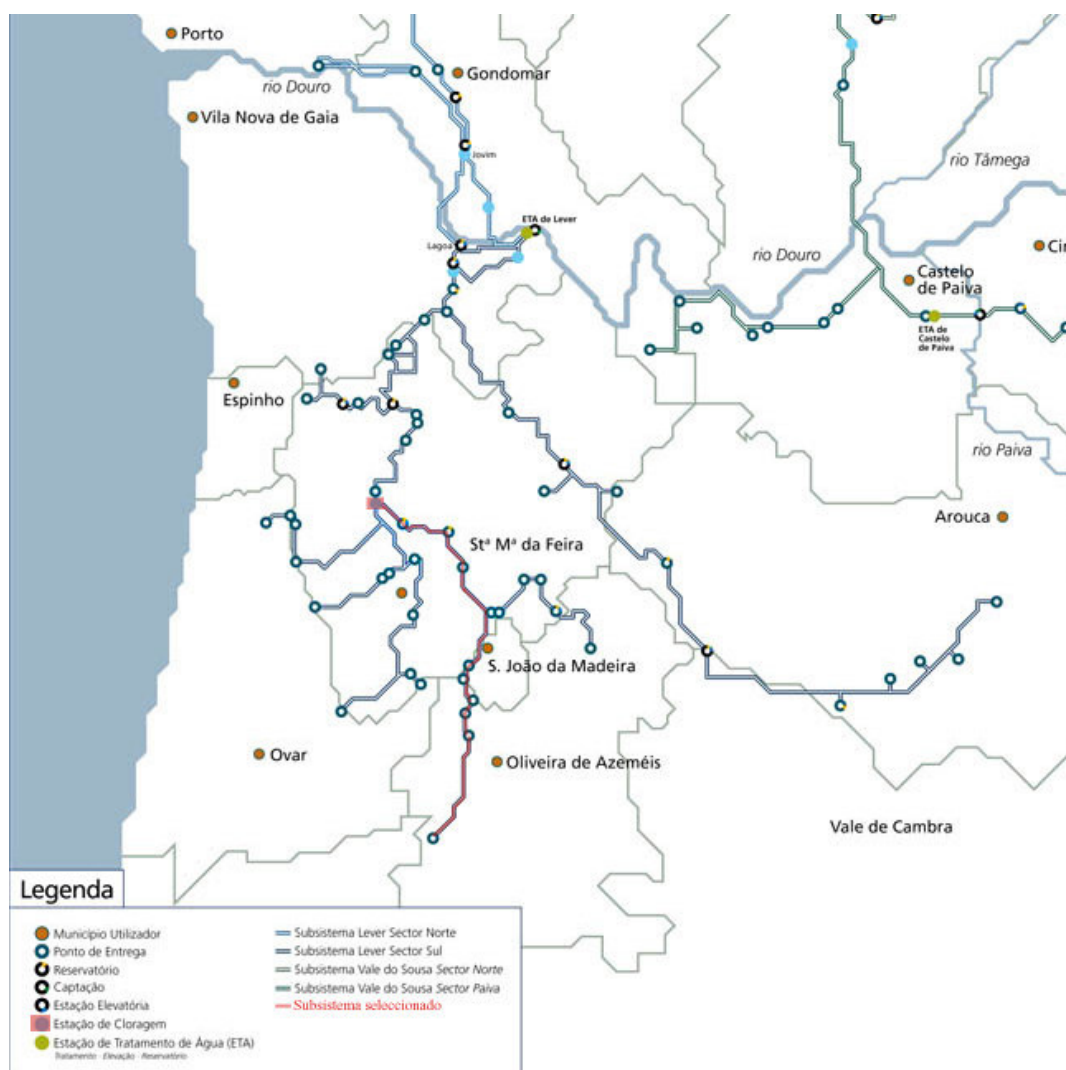 Porto
Gondomar
rio Douro
Vila Nova de Gaia
Jovim
rio Tâmega
ETA de Lever
Lagoa
rio Douro
Cin
Castelo
de Paiva
ETA de
Castelo
de Paiva
Espinho
rio Paiva
Arouca
Stª Mª da Feira
S. João da Madeira
Ovar
Oliveira de Azeméis
Vale de Cambra
Legenda
Município Utilizador
Ponto de Entrega
Reservatório
Captação
Estação Elevatória
Estação de Cloragem
Estação de Tratamento de Água (ETA)
Tratamento · Elevação · Reservatório
Subsistema Lever Sector Norte
Subsistema Lever Sector Sul
Subsistema Vale do Sousa Sector Norte
Subsistema Vale do Sousa Sector Paiva
Subsistema seleccionado